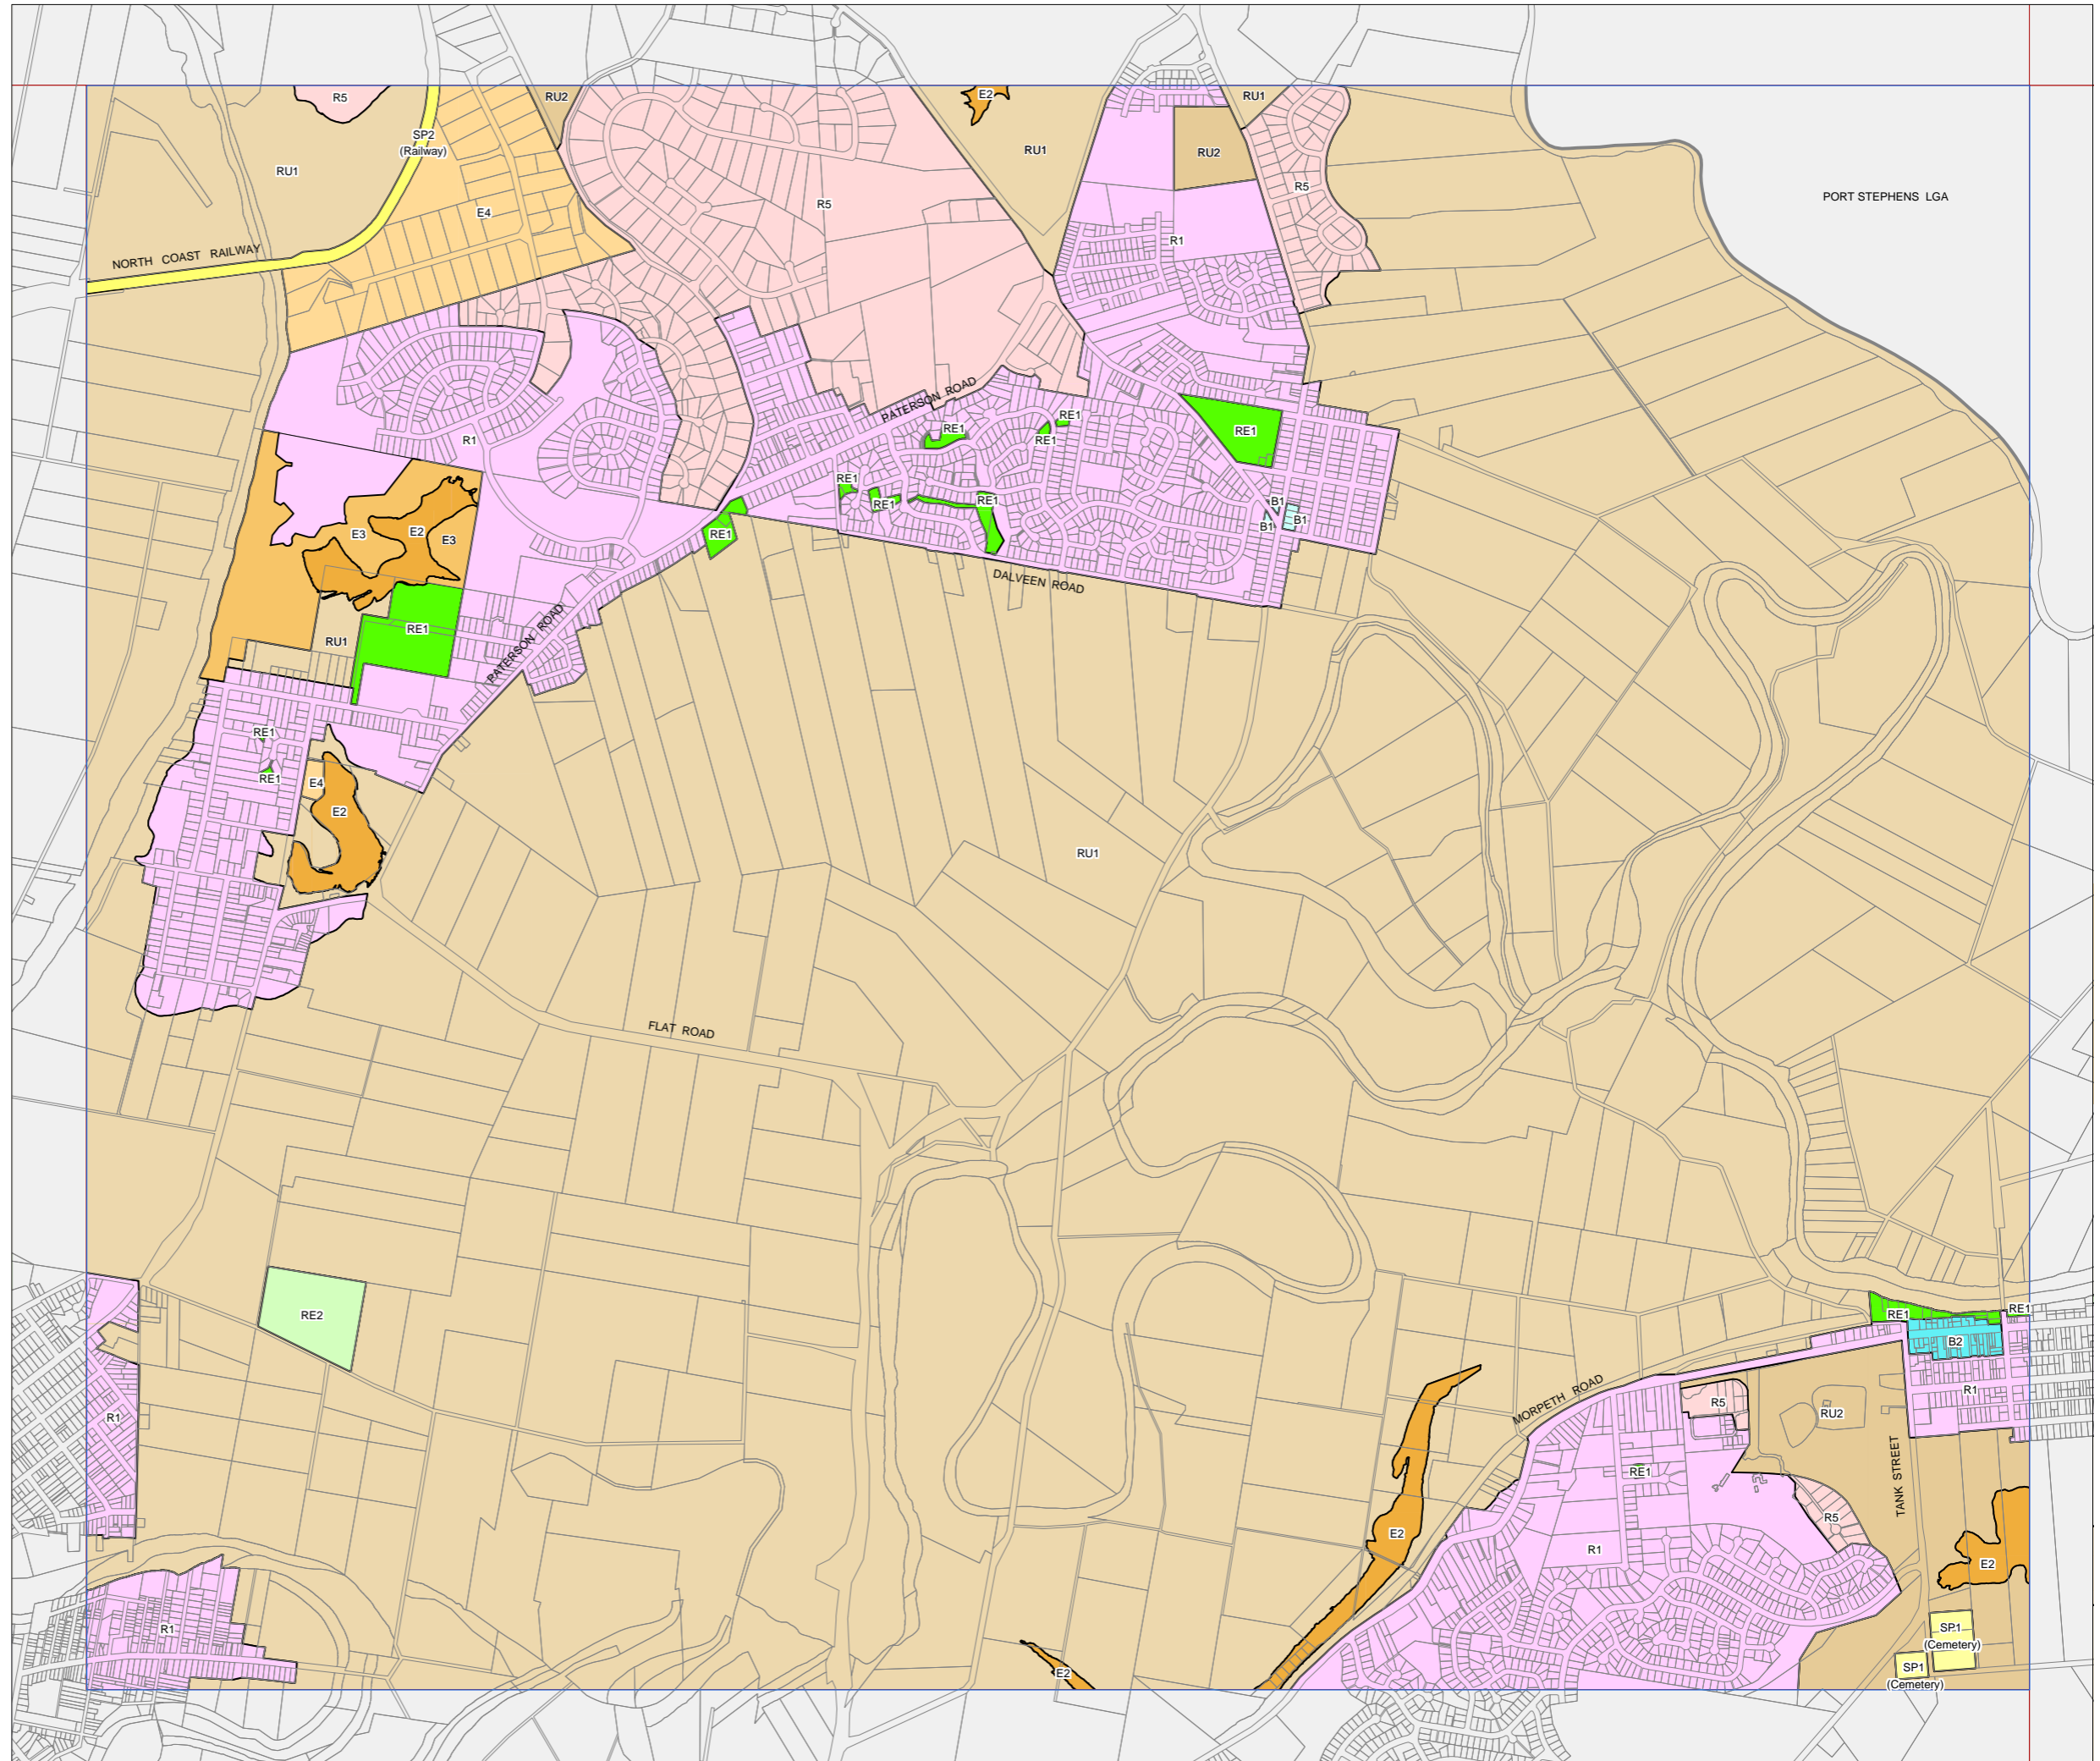 E2
RU2
RU1
R5
SP2
(Railway)
RU1
RU2
RU1
R5
PORT STEPHENS LGA
R5
E4
R1
NORTH COAST RAILWAY
PATERSON ROAD
RE1
RE1
RE1
RE1
R1
RE1
RE1
RE1
B1
B1
B1
E3
E2
E3
RE1
DALVEEN ROAD
RE1
RU1
PATERSON ROAD
RE1
RE1
E4
E2
RU1
FLAT ROAD
RE2
RE1
RE1
B2
R1
MORPETH ROAD
R5
RU2
R1
RE1
TANK STREET
R5
E2
R1
E2
R1
SP1
(Cemetery)
SP1
(Cemetery)
E2